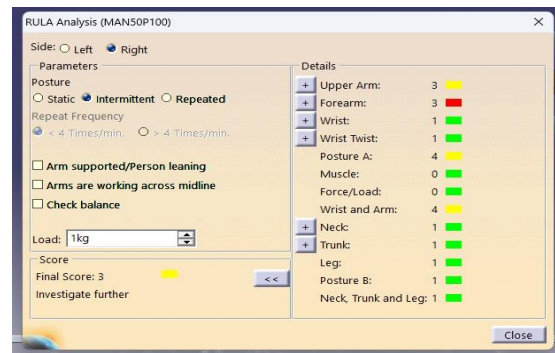 RULA Analysis (MAN50P100)
Side: Left Right
Parameters
Posture
Static Intermittent Repeated
Repeat Frequency
< 4 Times/min. > 4 Times/min.
Arm supported/Person leaning
Arms are working across midline
Check balance
Load: 1kg
Score
Final Score: 3
<<
Investigate further
Details
+ Upper Arm: 3
+ Forearm: 3
+ Wrist: 1
+ Wrist Twist: 1
Posture A: 4
Muscle: 0
Force/Load: 0
Wrist and Arm: 4
+ Neck: 1
+ Trunk: 1
Leg: 1
Posture B: 1
Neck, Trunk and Leg: 1
Close